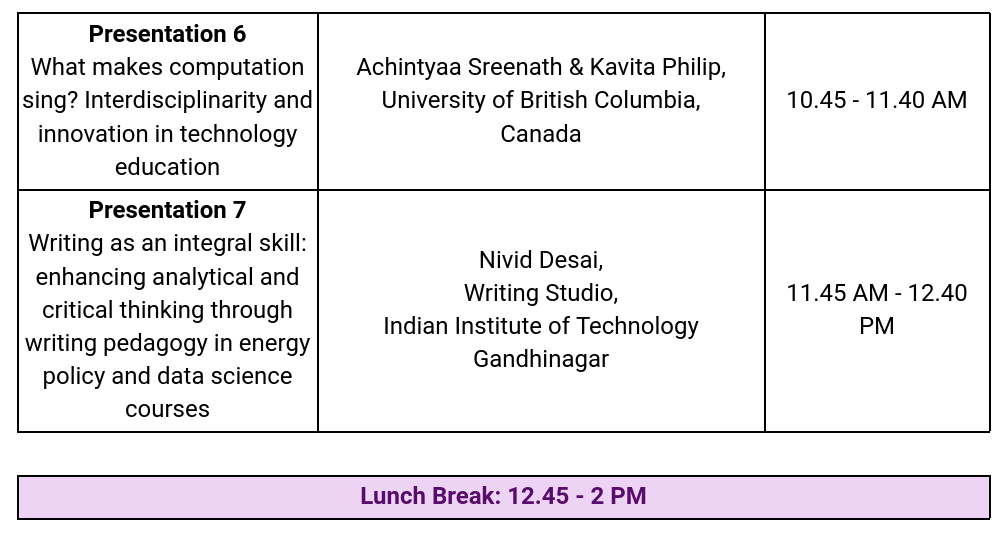 Presentation 6
What makes computation
sing? Interdisciplinarity and
innovation in technology
education
Achintyaa Sreenath & Kavita Philip,
University of British Columbia,
Canada
10.45 - 11.40 AM
Presentation 7
Writing as an integral skill:
enhancing analytical and
critical thinking through
writing pedagogy in energy
policy and data science
courses
Nivid Desai,
Writing Studio,
Indian Institute of Technology
Gandhinagar
11.45 AM - 12.40
PM
Lunch Break: 12.45 - 2 PM